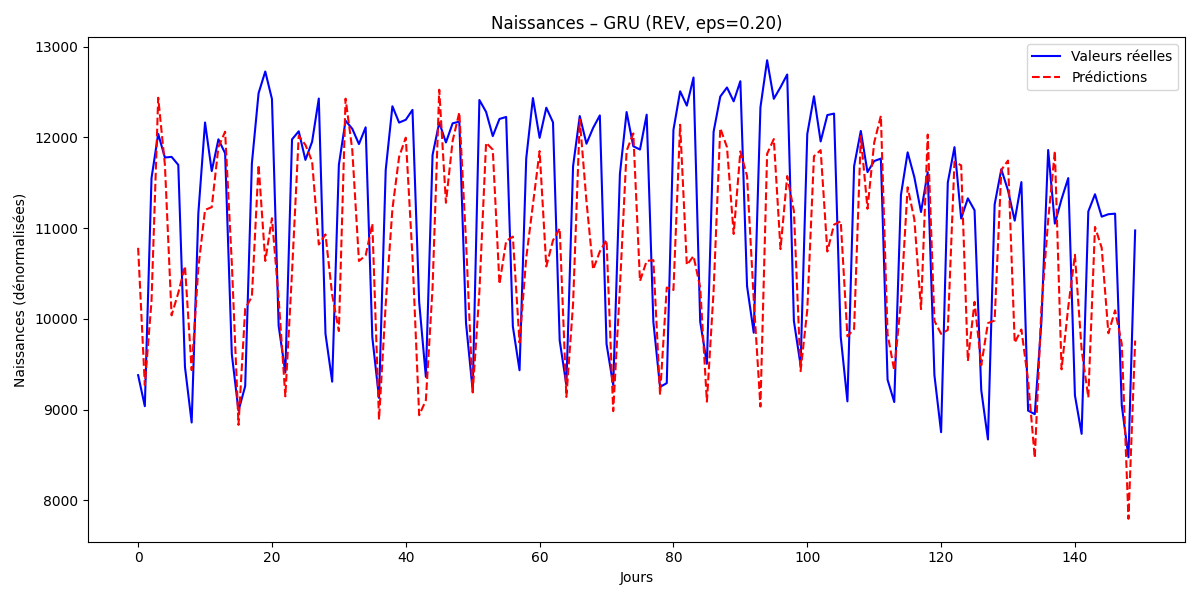 Naissances – GRU (REV, eps=0.20)
Valeurs réelles
Prédictions
Naissances (dénormalisées)
13000
12000
11000
10000
9000
8000
0 20 40 60 80 100 120 140
Jours